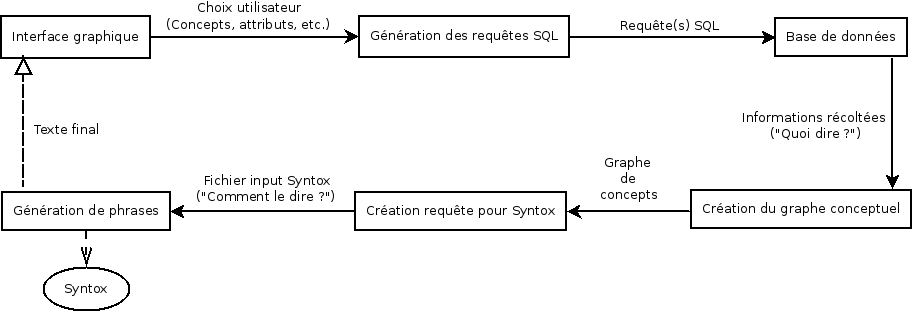 Interface graphique
Choix utilisateur
(Concepts, attributs, etc.)
Génération des requêtes SQL
Requête(s) SQL
Base de données
Informations récoltées
("Quoi dire ?")
Création du graphe conceptuel
Graphe
de
concepts
Création requête pour Syntox
Fichier input Syntox
("Comment le dire ?")
Génération de phrases
Texte final
Syntox